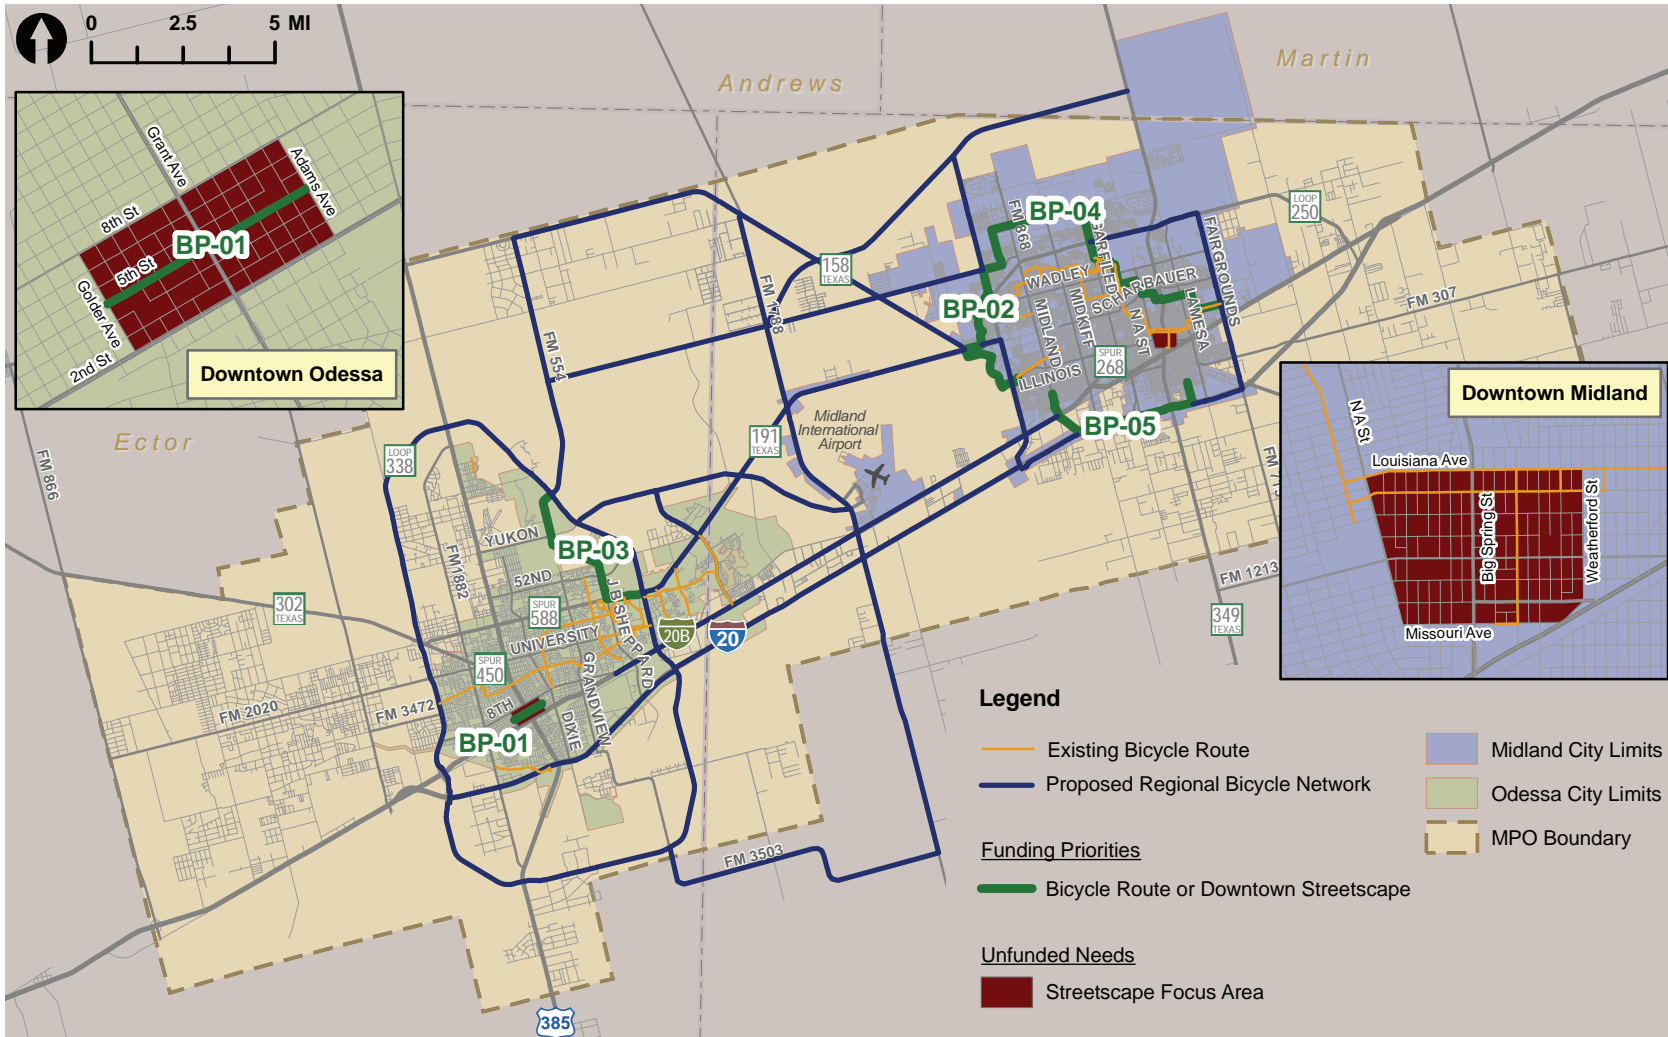 0 2.5 5 MI
Andrews
Martin
Ector
Grant Ave
Adams Ave
8th St
BP-01
5th St
Golder Ave
2nd St
Downtown Odessa
LOOP
250
FM 868
BP-04
GARFILED
FAIRGROUNDS
158
TEXAS
WADLEY
SCHARBAUER
FM 1788
BP-02
MIDLAND
MIDKIFF
N A ST
LAMESA
FM 307
FM 554
SPUR
268
ILLINOIS
Midland
International
Airport
BP-05
191
TEXAS
LOOP
338
FM 866
Downtown Midland
N A St
Louisiana Ave
Big Spring St
Weatherford St
Missouri Ave
YUKON
BP-03
FM1882
52ND
J B SHEPPARD
302
TEXAS
SPUR
588
20B
20
UNIVERSITY
GRANDVIEW
FM 1213
349
TEXAS
SPUR
450
FM 2020
FM 3472
8TH
DIXIE
BP-01
FM 3503
385
Legend
Existing Bicycle Route
Proposed Regional Bicycle Network
Funding Priorities
Bicycle Route or Downtown Streetscape
Unfunded Needs
Streetscape Focus Area
Midland City Limits
Odessa City Limits
MPO Boundary